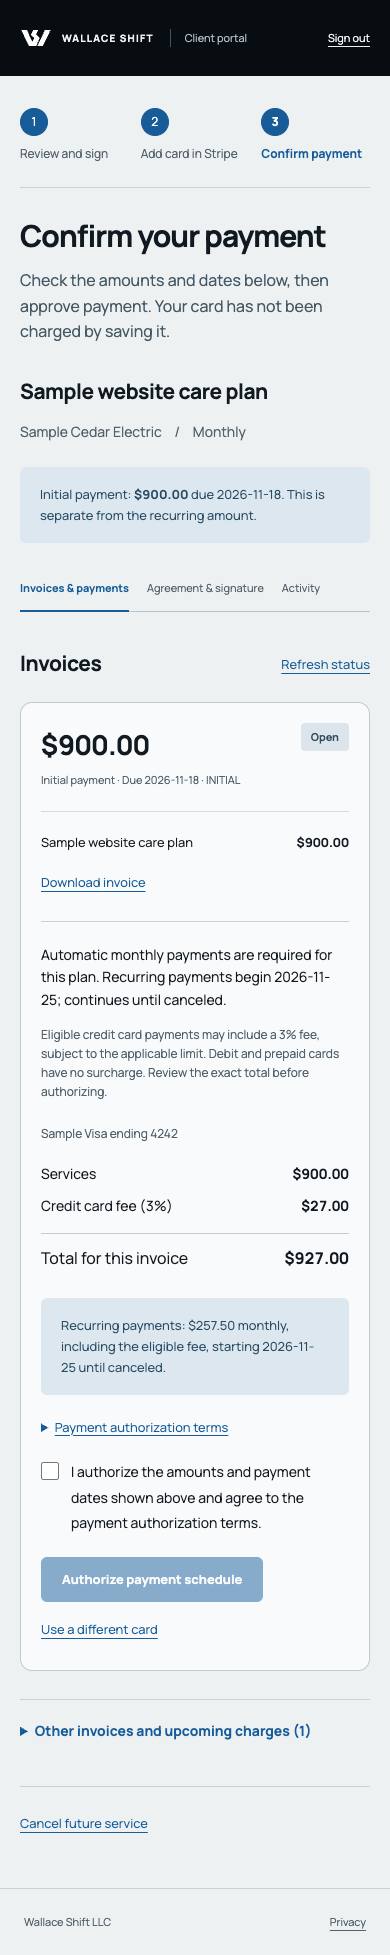 WALLACE SHIFT
Client portal
Sign out
1
2
3
Review and sign
Add card in Stripe
Confirm payment
Confirm your payment
Check the amounts and dates below, then
approve payment. Your card has not been
charged by saving it.
Sample website care plan
Sample Cedar Electric / Monthly
Initial payment: $900.00 due 2026-11-18. This is
separate from the recurring amount.
Invoices & payments
Agreement & signature
Activity
Invoices
Refresh status
$900.00
Open
Initial payment · Due 2026-11-18 · INITIAL
Sample website care plan $900.00
Download invoice
Automatic monthly payments are required for
this plan. Recurring payments begin 2026-11-
25; continues until canceled.
Eligible credit card payments may include a 3% fee,
subject to the applicable limit. Debit and prepaid cards
have no surcharge. Review the exact total before
authorizing.
Sample Visa ending 4242
Services $900.00
Credit card fee (3%) $27.00
Total for this invoice $927.00
Recurring payments: $257.50 monthly,
including the eligible fee, starting 2026-11-
25 until canceled.
Payment authorization terms
I authorize the amounts and payment
dates shown above and agree to the
payment authorization terms.
Authorize payment schedule
Use a different card
Other invoices and upcoming charges (1)
Cancel future service
Wallace Shift LLC
Privacy